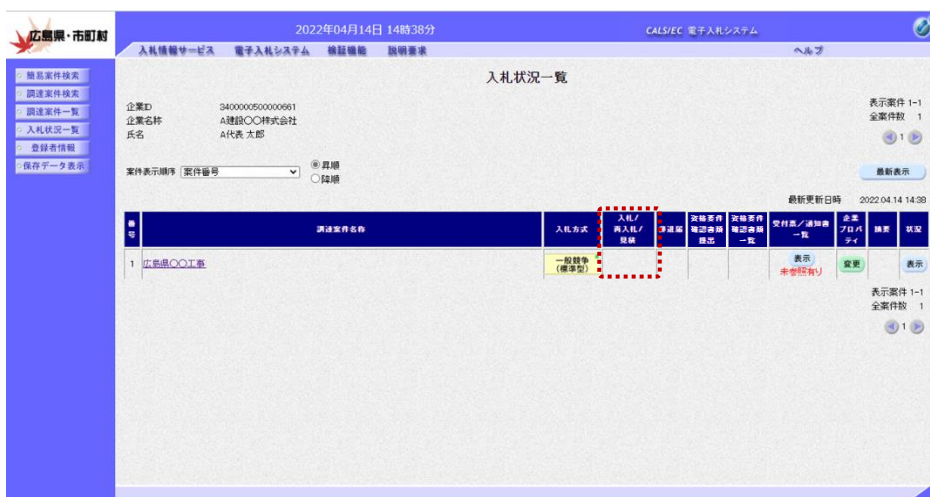 広島県・市町村
2022年04月14日 14時38分
CALS/EC 電子入札システム
入札情報サービス 電子入札システム 検証機能 説明要求 ヘルプ
簡易案件検索
調達案件検索
調達案件一覧
入札状況一覧
登録者情報
保存データ表示
入札状況一覧
企業ID 3400000500000661
企業名称 A建設〇〇株式会社
氏名 A代表 太郎
表示案件 1-1
全案件数 1
1
案件表示順序 案件番号
昇順
降順
最新表示
最新更新日時 2022.04.14 14:38
番号 調達案件名称 入札方式 入札/再入札/見積 辞退届 資格要件確認書類提出 資格要件確認書類一覧 受付票/通知書一覧 企業プロパティ 摘要 状況
1 広島県〇〇工事 一般競争(標準型) 表示 未参照有り 変更 表示
表示案件 1-1
全案件数 1
1